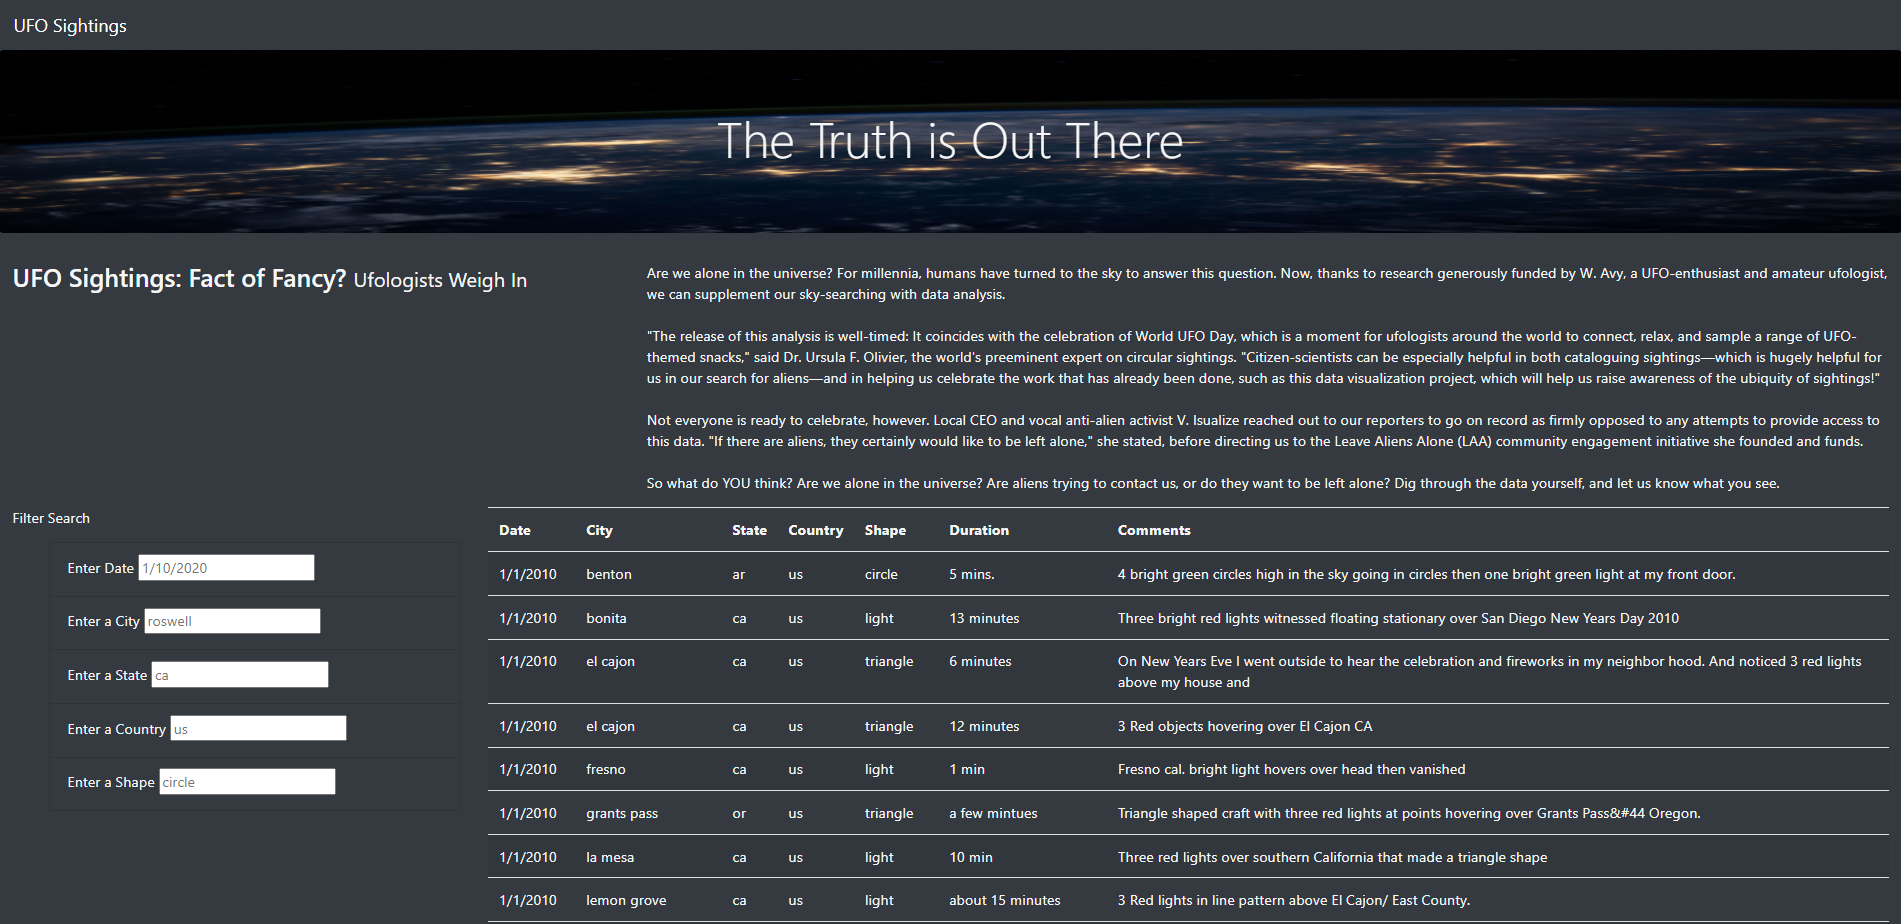 UFO Sightings
The Truth is Out There
UFO Sightings: Fact of Fancy? Ufologists Weigh In
Are we alone in the universe? For millennia, humans have turned to the sky to answer this question. Now, thanks to research generously funded by W. Avy, a UFO-enthusiast and amateur ufologist,
we can supplement our sky-searching with data analysis.
"The release of this analysis is well-timed: It coincides with the celebration of World UFO Day, which is a moment for ufologists around the world to connect, relax, and sample a range of UFO-
themed snacks," said Dr. Ursula F. Olivier, the world's preeminent expert on circular sightings. "Citizen-scientists can be especially helpful in both cataloguing sightings—which is hugely helpful for
us in our search for aliens—and in helping us celebrate the work that has already been done, such as this data visualization project, which will help us raise awareness of the ubiquity of sightings!"
Not everyone is ready to celebrate, however. Local CEO and vocal anti-alien activist V. Isualize reached out to our reporters to go on record as firmly opposed to any attempts to provide access to
this data. "If there are aliens, they certainly would like to be left alone," she stated, before directing us to the Leave Aliens Alone (LAA) community engagement initiative she founded and funds.
So what do YOU think? Are we alone in the universe? Are aliens trying to contact us, or do they want to be left alone? Dig through the data yourself, and let us know what you see.
Filter Search
Enter Date 1/10/2020
Enter a City roswell
Enter a State ca
Enter a Country us
Enter a Shape circle
Date City State Country Shape Duration Comments
1/1/2010 benton ar us circle 5 mins. 4 bright green circles high in the sky going in circles then one bright green light at my front door.
1/1/2010 bonita ca us light 13 minutes Three bright red lights witnessed floating stationary over San Diego New Years Day 2010
1/1/2010 el cajon ca us triangle 6 minutes On New Years Eve I went outside to hear the celebration and fireworks in my neighbor hood. And noticed 3 red lights
above my house and
1/1/2010 el cajon ca us triangle 12 minutes 3 Red objects hovering over El Cajon CA
1/1/2010 fresno ca us light 1 min Fresno cal. bright light hovers over head then vanished
1/1/2010 grants pass or us triangle a few mintues Triangle shaped craft with three red lights at points hovering over Grants Pass&#44 Oregon.
1/1/2010 la mesa ca us light 10 min Three red lights over southern California that made a triangle shape
1/1/2010 lemon grove ca us light about 15 minutes 3 Red lights in line pattern above El Cajon/ East County.